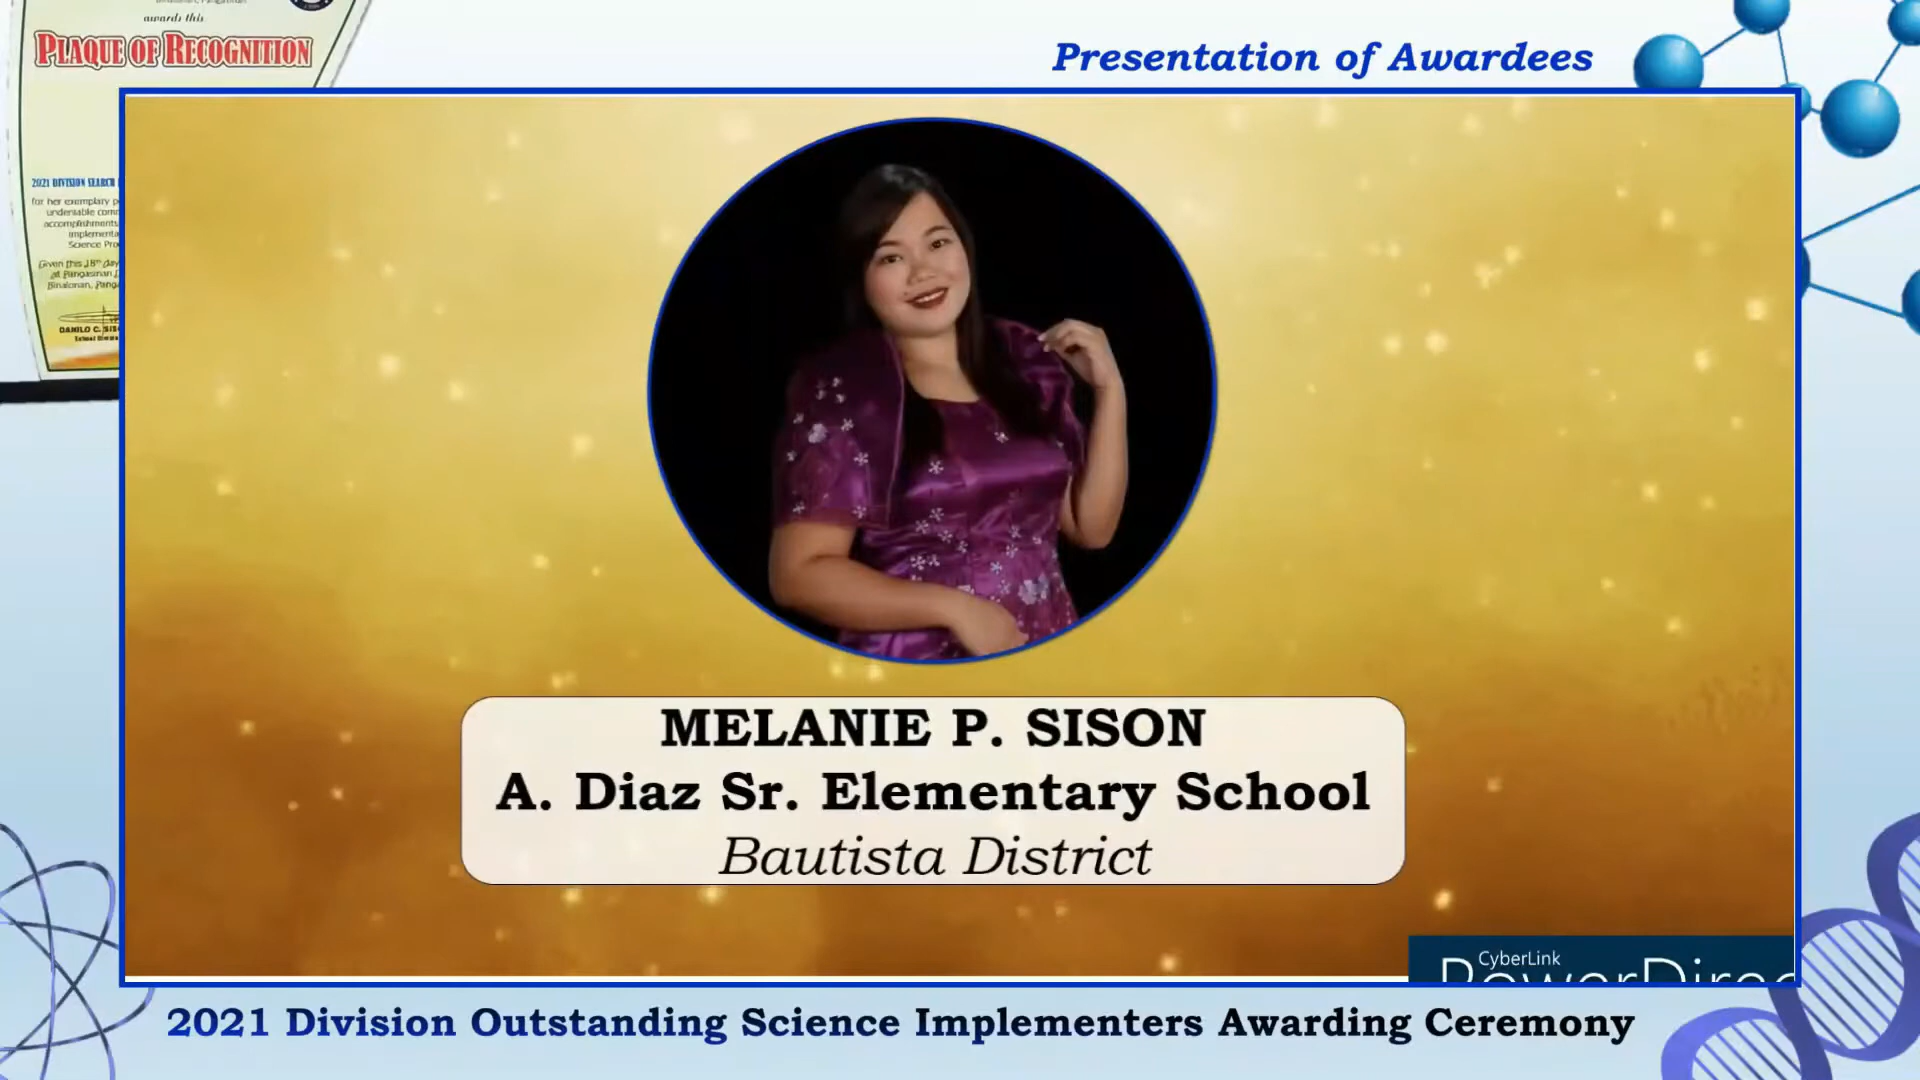 awards this
PLAQUE OF RECOGNITION
Presentation of Awardees
2021 DIVISION SEARCH
for her exemplary
undeniable
accomplishments
Science
Given this 18th day
at Pangasinan
Binalonan,
DANILO C.
MELANIE P. SISON
A. Diaz Sr. Elementary School
Bautista District
CyberLink
2021 Division Outstanding Science Implementers Awarding Ceremony